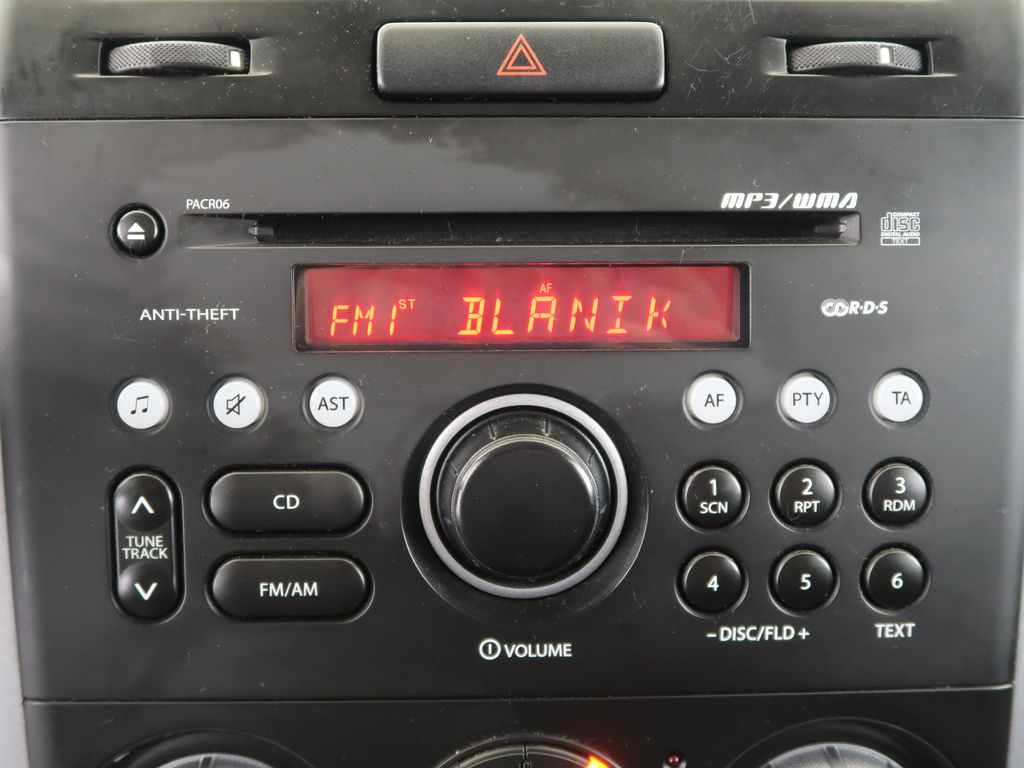 PACR06
MP3/WMA
COMPACT
disc
DIGITAL AUDIO
TEXT
ANTI-THEFT
FM1 ST AF BLANIK
R·D·S
AST
AF
PTY
TA
CD
1
SCN
2
RPT
3
RDM
TUNE
TRACK
FM/AM
4
5
6
– DISC/FLD +
TEXT
VOLUME